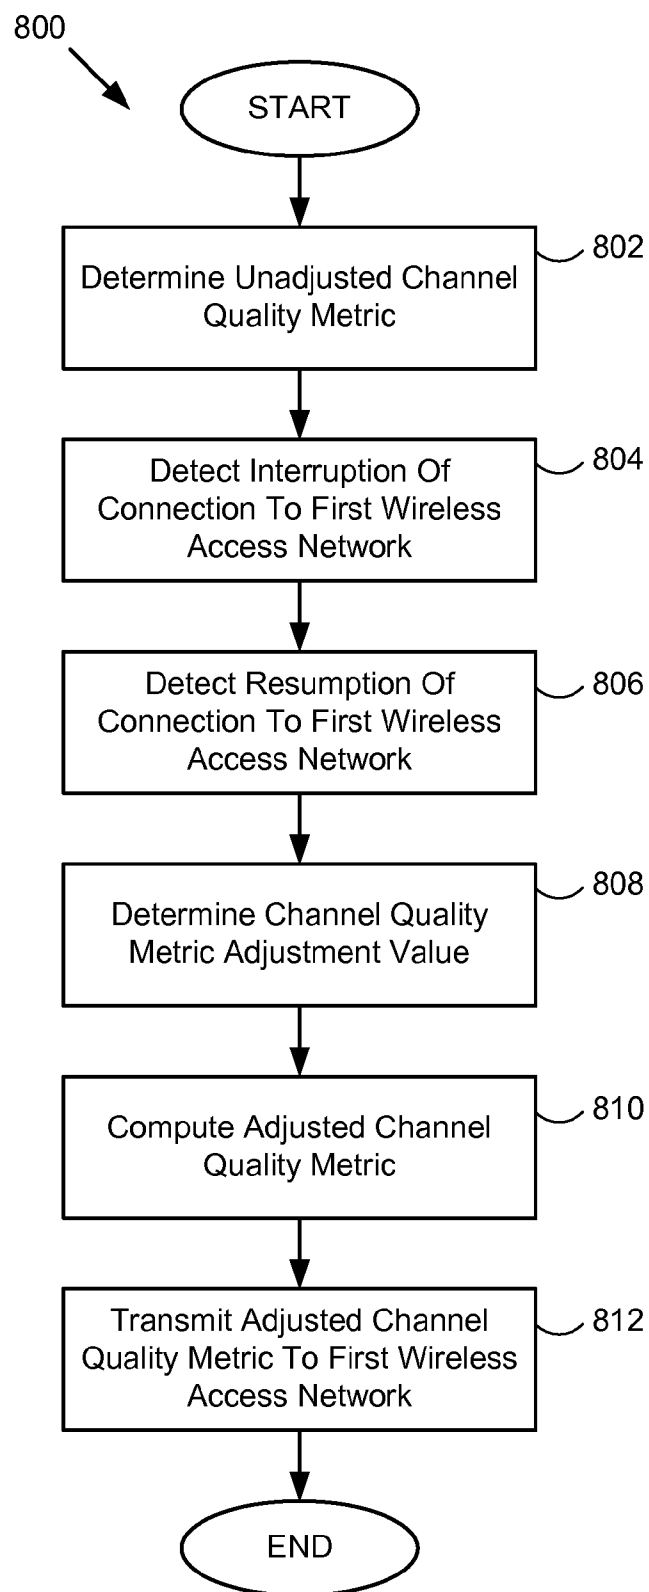 800
START
802
Determine Unadjusted Channel
Quality Metric
804
Detect Interruption Of
Connection To First Wireless
Access Network
806
Detect Resumption Of
Connection To First Wireless
Access Network
808
Determine Channel Quality
Metric Adjustment Value
810
Compute Adjusted Channel
Quality Metric
812
Transmit Adjusted Channel
Quality Metric To First Wireless
Access Network
END